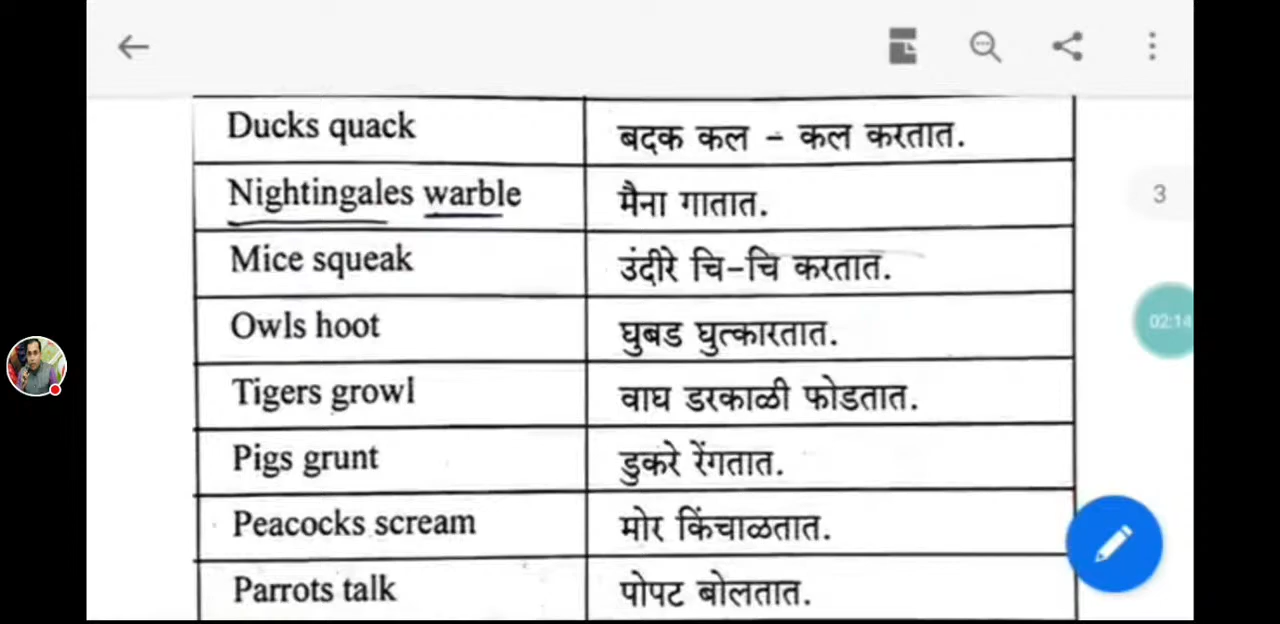 Ducks quack बदक कल - कल करतात.
3
Nightingales warble मैना गातात.
Mice squeak उंदीरे चि-चि करतात.
02:14
Owls hoot घुबड घुत्कारतात.
Tigers growl वाघ डरकाळी फोडतात.
Pigs grunt डुकरे रेंगतात.
Peacocks scream मोर किंचाळतात.
Parrots talk पोपट बोलतात.